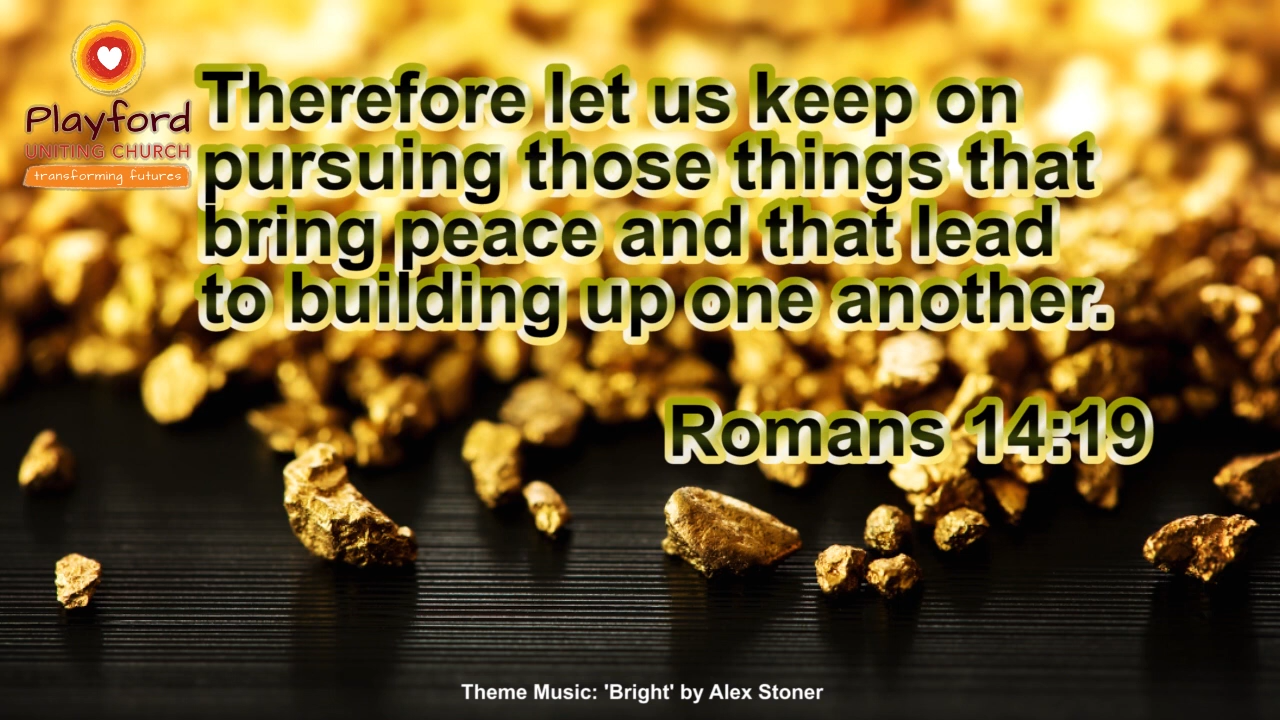 Playford
UNITING CHURCH
transforming futures
Therefore let us keep on
pursuing those things that
bring peace and that lead
to building up one another.
Romans 14:19
Theme Music: 'Bright' by Alex Stoner